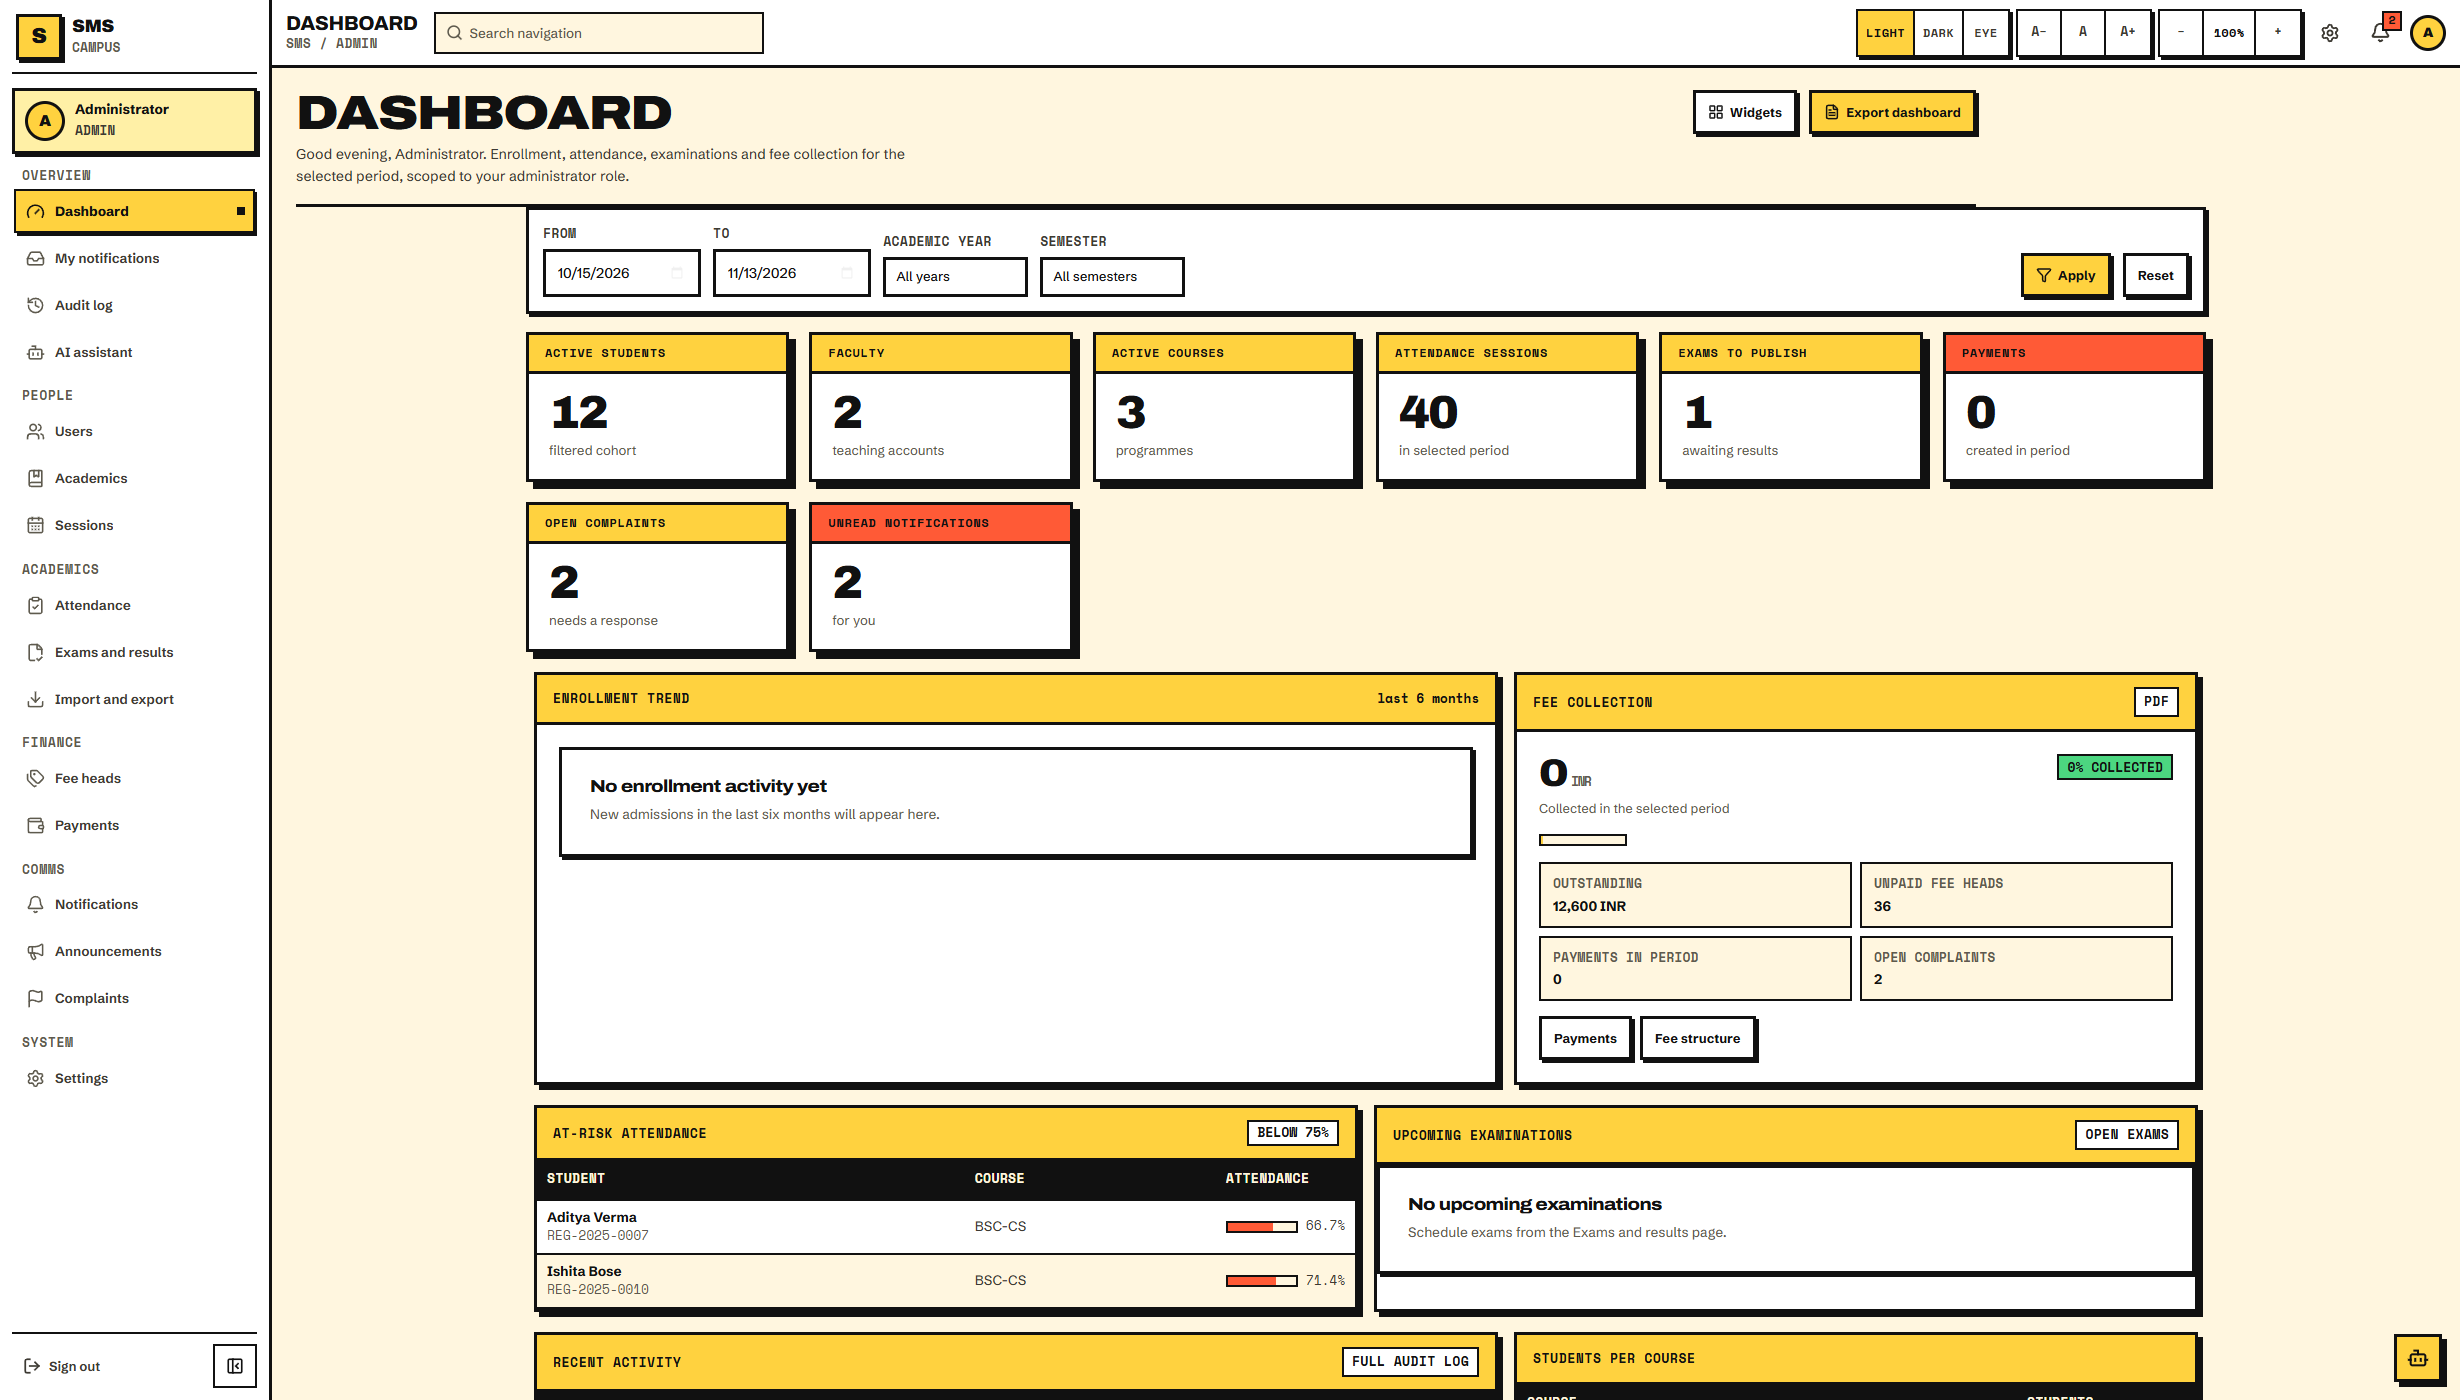 S
SMS
CAMPUS
A
Administrator
ADMIN
OVERVIEW
Dashboard
My notifications
Audit log
AI assistant
PEOPLE
Users
Academics
Sessions
ACADEMICS
Attendance
Exams and results
Import and export
FINANCE
Fee heads
Payments
COMMS
Notifications
Announcements
Complaints
SYSTEM
Settings
Sign out
DASHBOARD
SMS / ADMIN
Search navigation
LIGHT DARK EYE A- A A+ - 100% + 2 A
DASHBOARD
Good evening, Administrator. Enrollment, attendance, examinations and fee collection for the
selected period, scoped to your administrator role.
Widgets Export dashboard
FROM TO ACADEMIC YEAR SEMESTER
10/15/2026 11/13/2026 All years All semesters Apply Reset
ACTIVE STUDENTS
12
filtered cohort
FACULTY
2
teaching accounts
ACTIVE COURSES
3
programmes
ATTENDANCE SESSIONS
40
in selected period
EXAMS TO PUBLISH
1
awaiting results
PAYMENTS
0
created in period
OPEN COMPLAINTS
2
needs a response
UNREAD NOTIFICATIONS
2
for you
ENROLLMENT TREND last 6 months
No enrollment activity yet
New admissions in the last six months will appear here.
FEE COLLECTION PDF
0 INR 0% COLLECTED
Collected in the selected period
OUTSTANDING
12,600 INR
UNPAID FEE HEADS
36
PAYMENTS IN PERIOD
0
OPEN COMPLAINTS
2
Payments Fee structure
AT-RISK ATTENDANCE BELOW 75%
STUDENT COURSE ATTENDANCE
Aditya Verma
REG-2025-0007
BSC-CS 66.7%
Ishita Bose
REG-2025-0010
BSC-CS 71.4%
UPCOMING EXAMINATIONS OPEN EXAMS
No upcoming examinations
Schedule exams from the Exams and results page.
RECENT ACTIVITY FULL AUDIT LOG
STUDENTS PER COURSE
COURSE STUDENTS